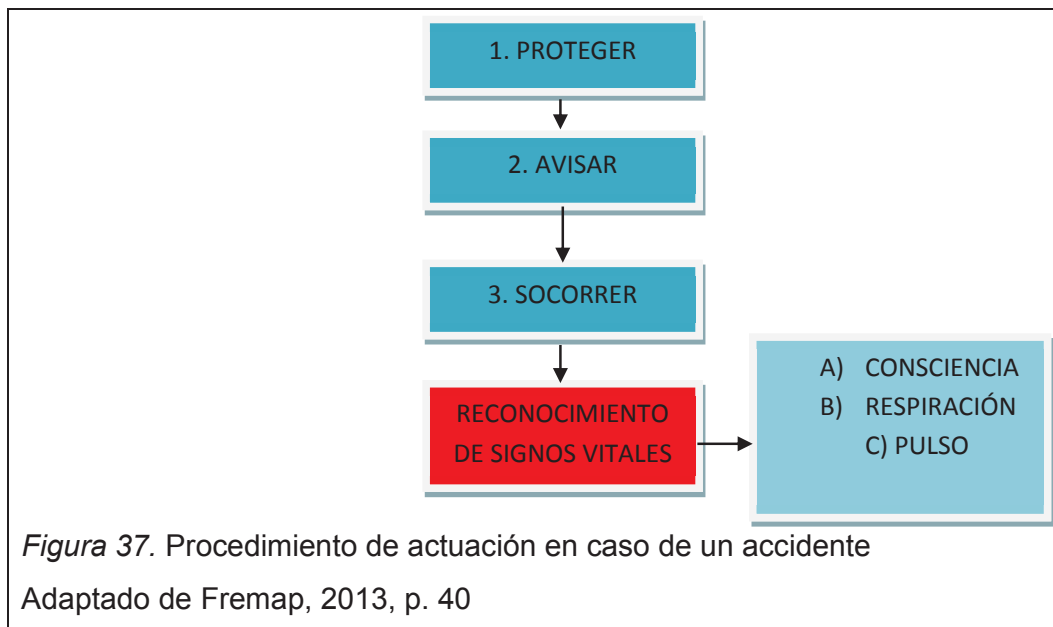 1. PROTEGER
2. AVISAR
3. SOCORRER
RECONOCIMIENTO
DE SIGNOS VITALES
A) CONSCIENCIA
B) RESPIRACIÓN
C) PULSO
Figura 37. Procedimiento de actuación en caso de un accidente
Adaptado de Fremap, 2013, p. 40